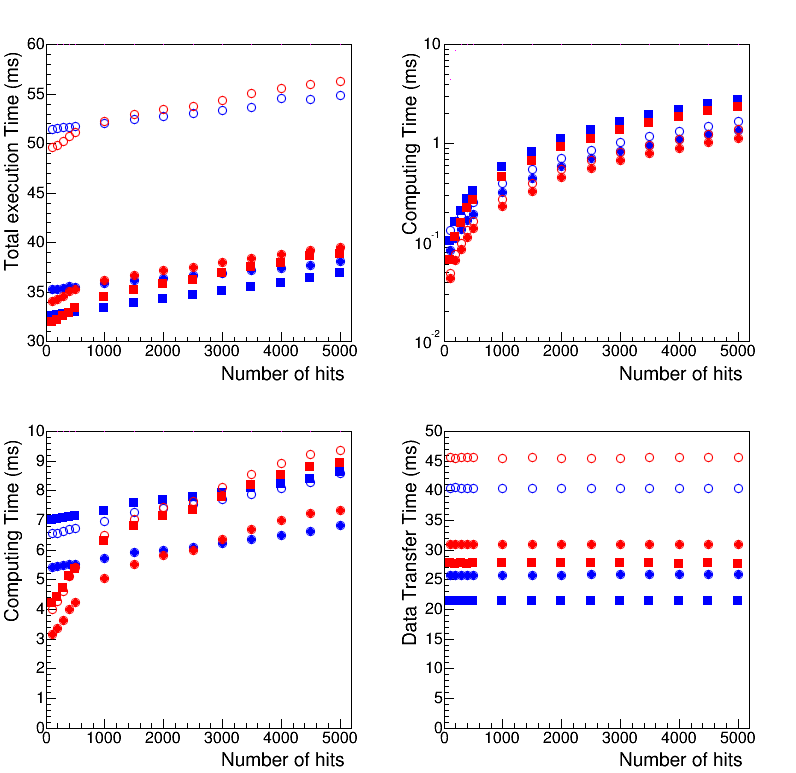 Total execution Time (ms)
60
55
50
45
40
35
30
0 1000 2000 3000 4000 5000
Number of hits
Computing Time (ms)
10
1
10⁻¹
10⁻²
0 1000 2000 3000 4000 5000
Number of hits
Computing Time (ms)
10
9
8
7
6
5
4
3
2
1
0
0 1000 2000 3000 4000 5000
Number of hits
Data Transfer Time (ms)
50
45
40
35
30
25
20
15
10
5
0
0 1000 2000 3000 4000 5000
Number of hits